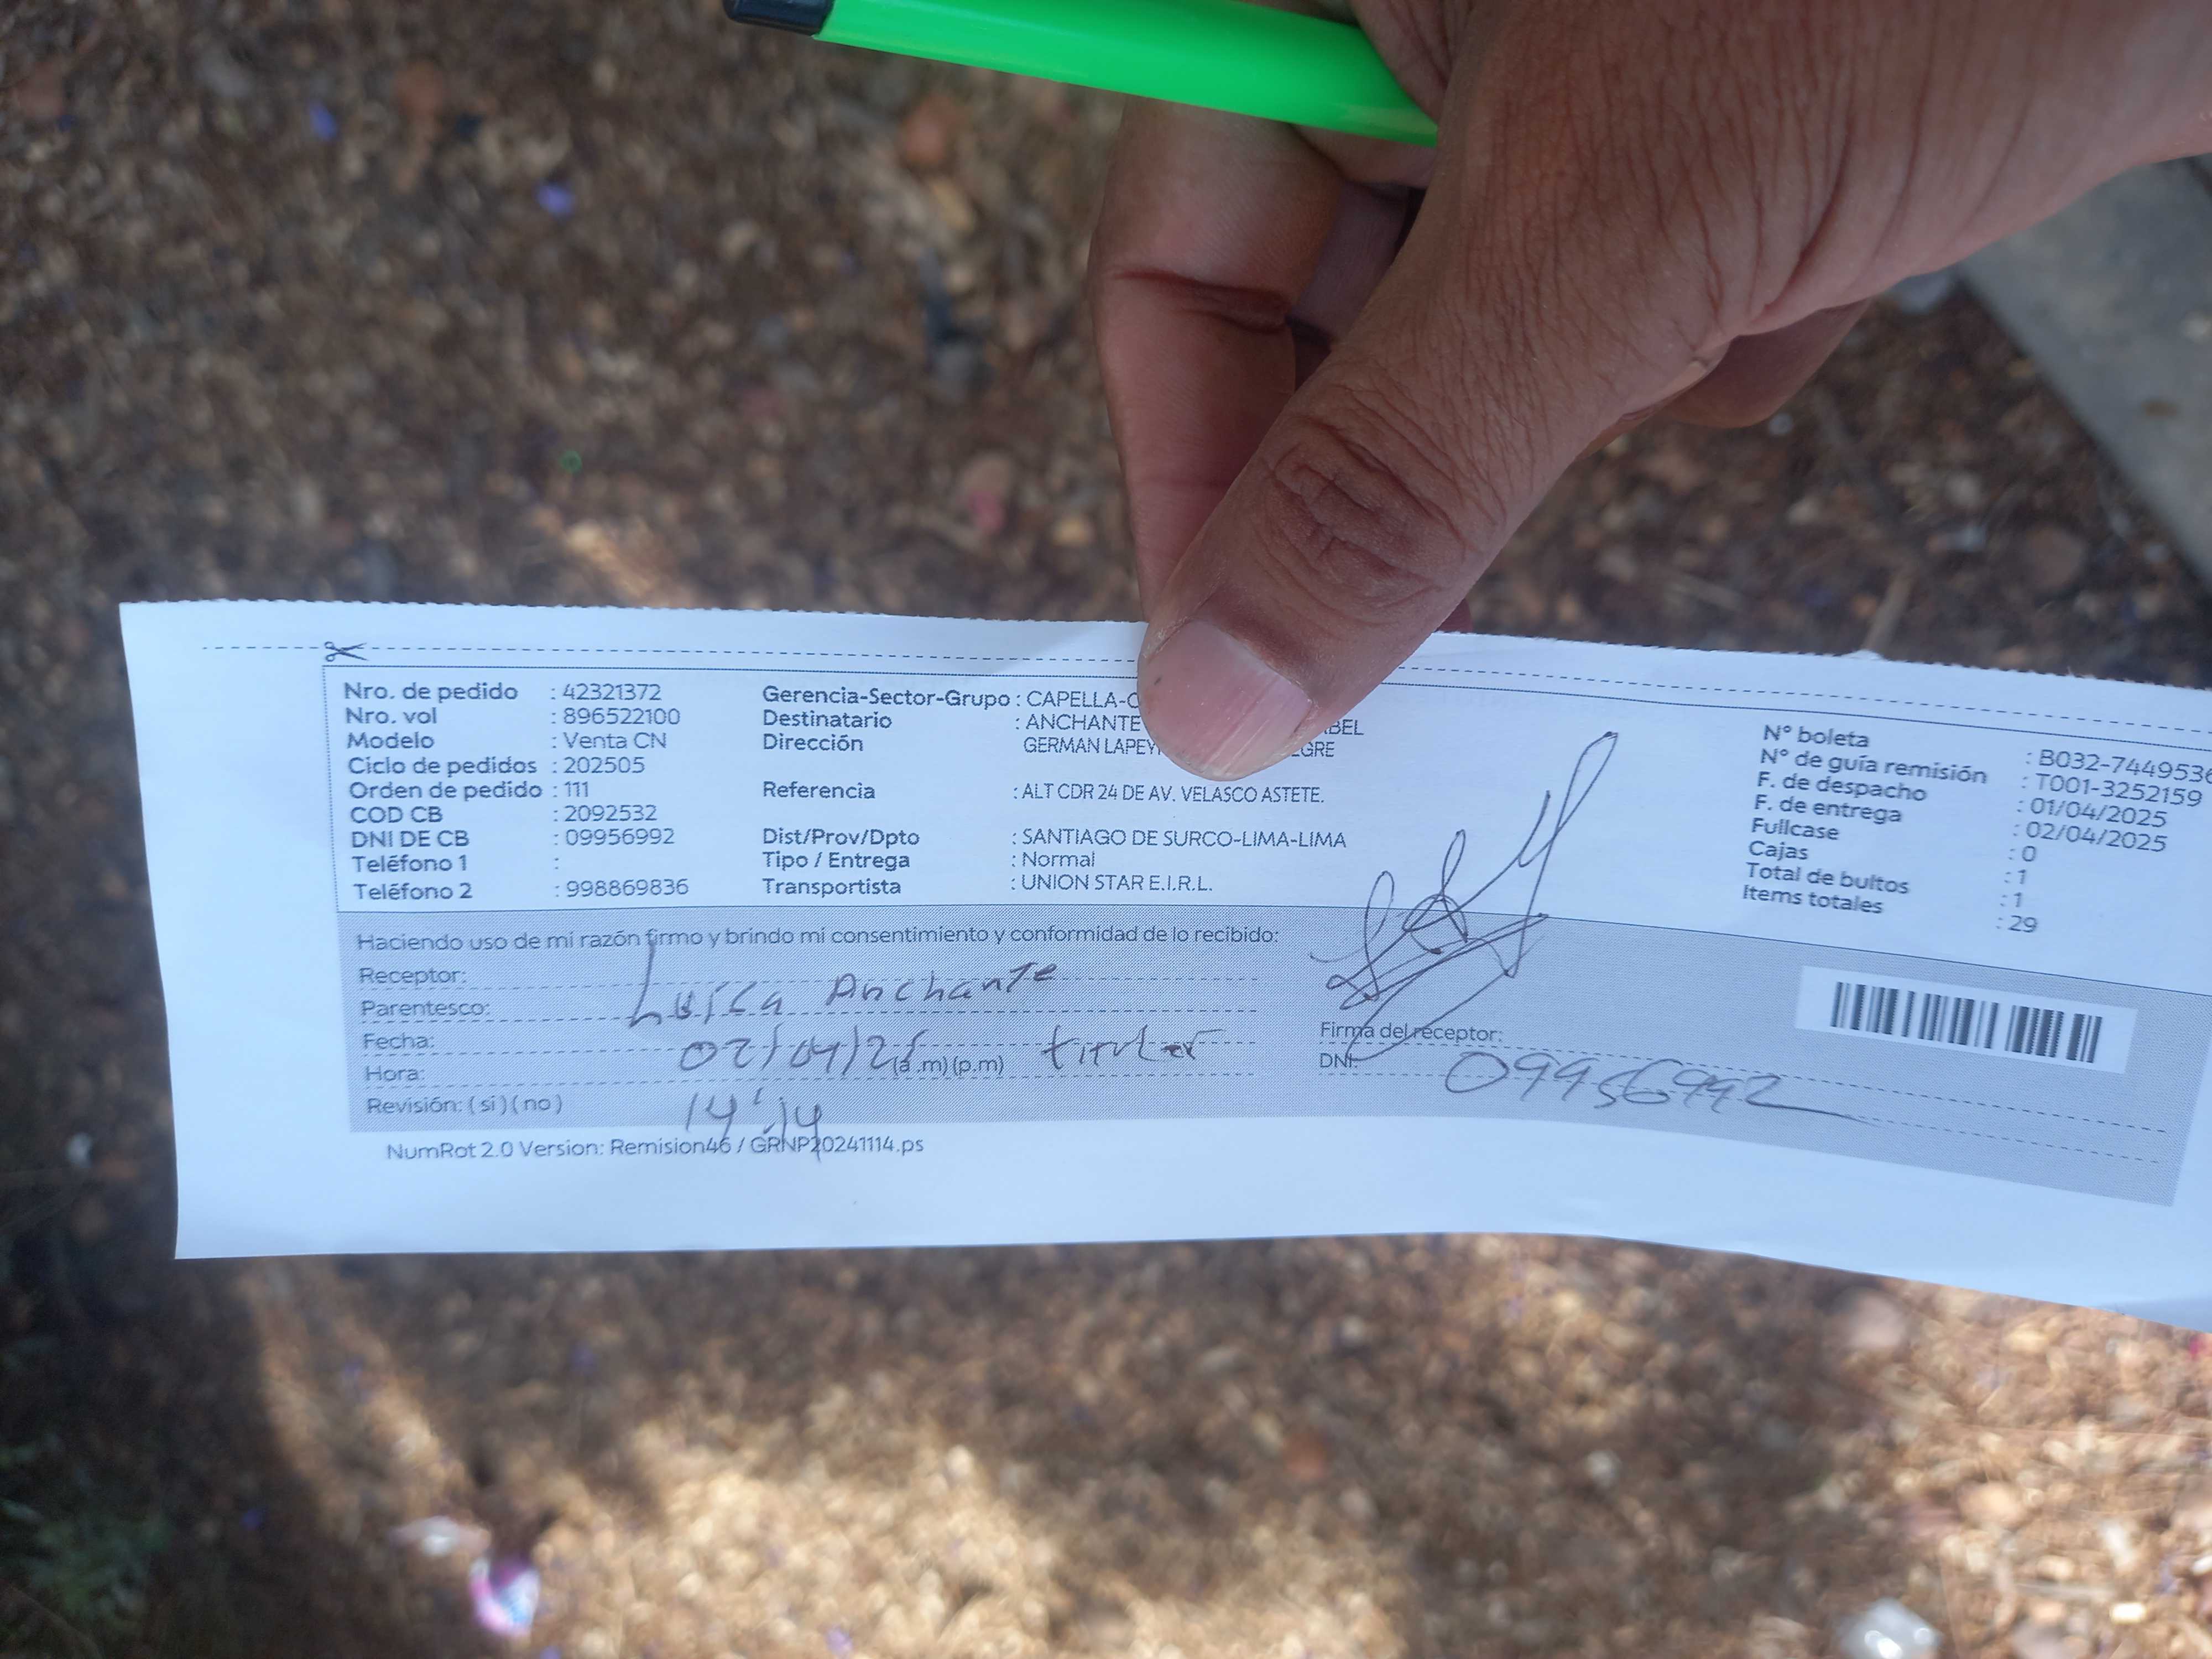 Nro. de pedido : 42321372
Nro. vol : 896522100
Modelo : Venta CN
Ciclo de pedidos : 202505
Orden de pedido : 111
COD CB : 2092532
DNI DE CB : 09956992
Teléfono 1 :
Teléfono 2 : 998869836
Gerencia-Sector-Grupo : CAPELLA-
Destinatario : ANCHANTE
Dirección GERMAN
Referencia : ALT CDR 24 DE AV. VELASCO ASTETE.
Dist/Prov/Dpto : SANTIAGO DE SURCO-LIMA-LIMA
Tipo / Entrega : Normal
Transportista : UNION STAR E.I.R.L.
N° boleta : B032-7449536
N° de guía remisión : T001-3252159
F. de despacho : 01/04/2025
F. de entrega : 02/04/2025
Fullcase : 0
Cajas : 1
Total de bultos : 1
Items totales : 29
Haciendo uso de mi razón firmo y brindo mi consentimiento y conformidad de lo recibido:
Receptor:
Parentesco: Luisa Anchante
Fecha: 02/04/25 titular
Hora: (a.m) (p.m)
Revisión: ( si ) ( no ) 14:14
Firma del receptor:
DNI: 09956992
NumRot 2.0 Version: Remision46 / GRNP20241114.ps